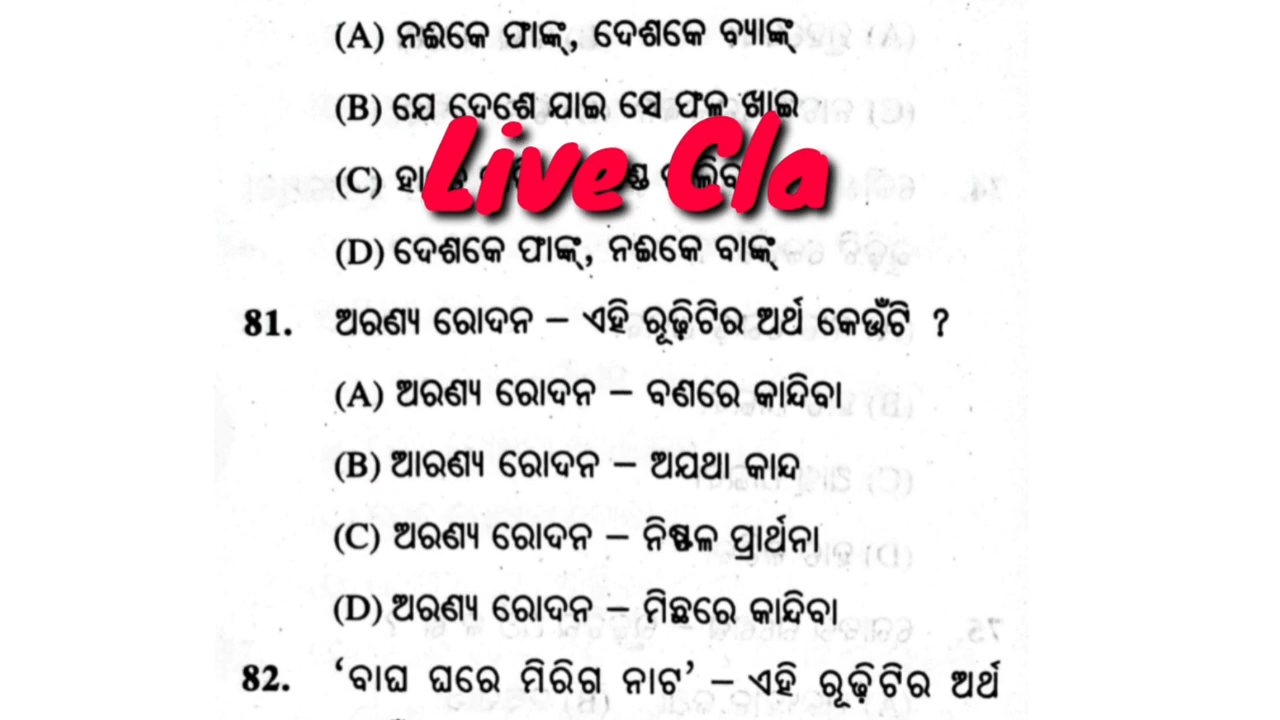 (A) ନଈକେ ଫାଙ୍କ, ଦେଶକେ ବ୍ୟାଙ୍କ୍
(B) ଯେ ଦେଶେ ଯାଇ ସେ ଫଳ ଖାଇ
(C)
Live Cla
(D) ଦେଶକେ ଫାଙ୍କ୍, ନଈକେ ବାଙ୍କ୍
81. ଅରଣ୍ୟ ରୋଦନ – ଏହି ରୂଢ଼ିଟିର ଅର୍ଥ କେଉଁଟି ?
(A) ଅରଣ୍ୟ ରୋଦନ – ବଣରେ କାନ୍ଦିବା
(B) ଆରଣ୍ୟ ରୋଦନ – ଅଯଥା କାନ୍ଦ
(C) ଅରଣ୍ୟ ରୋଦନ – ନିଷ୍ଫଳ ପ୍ରାର୍ଥନା
(D) ଅରଣ୍ୟ ରୋଦନ – ମିଛରେ କାନ୍ଦିବା
82. ‘ବାଘ ଘରେ ମିରିଗ ନାଟ’ – ଏହି ରୂଢ଼ିଟିର ଅର୍ଥ